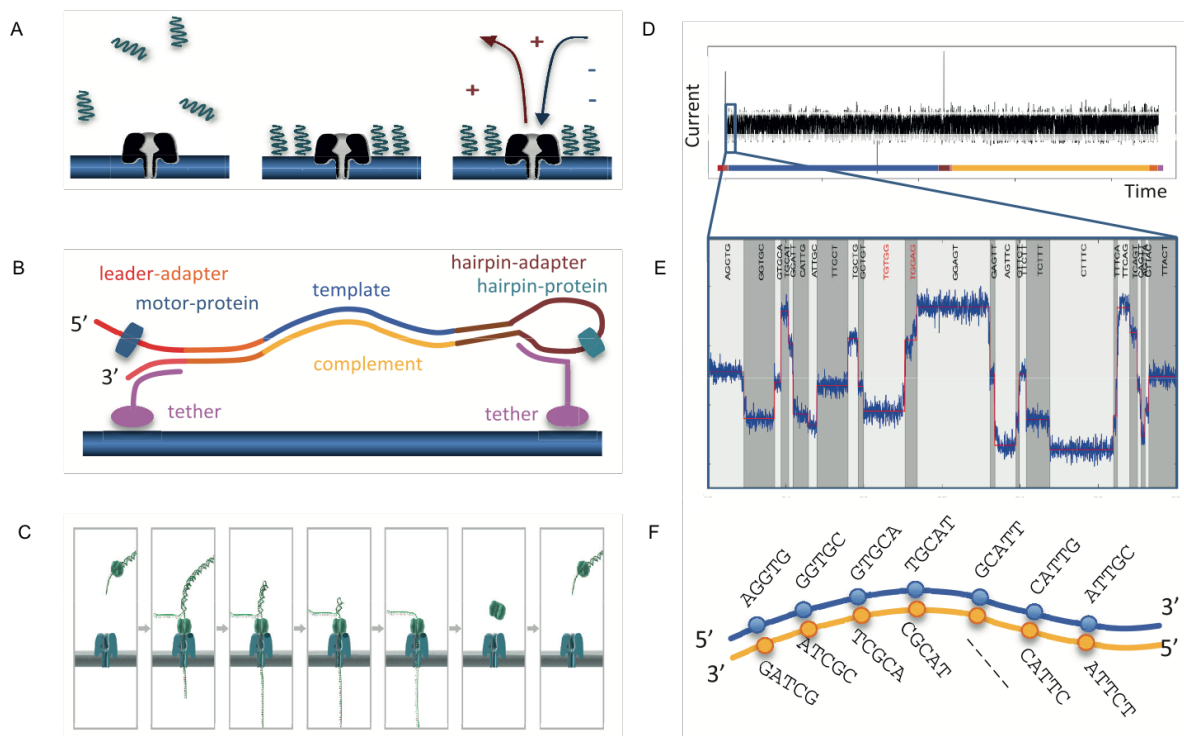 A
+
+
-
-
B
leader-adapter
motor-protein
template
hairpin-adapter
hairpin-protein
5’
complement
3’
tether
tether
C
D
Current
Time
E
AGGTG
GGTGC
GTGCA
TGCAT
GCATT
CATTG
ATTGC
TTGCT
TGCTG
GCTGT
TGTGG
TGGAG
GGAGT
GAGTT
AGTTC
TCTTT
CTTTC
TTTCA
TTCAG
TCAGT
TTACT
F
AGGTG
GGTGC
GTGCA
TGCAT
GCATT
CATTG
ATTGC
3’
5’
5’
3’
GATCG
ATCGC
TCGCA
CGCAT
-----
CATTC
ATTCT